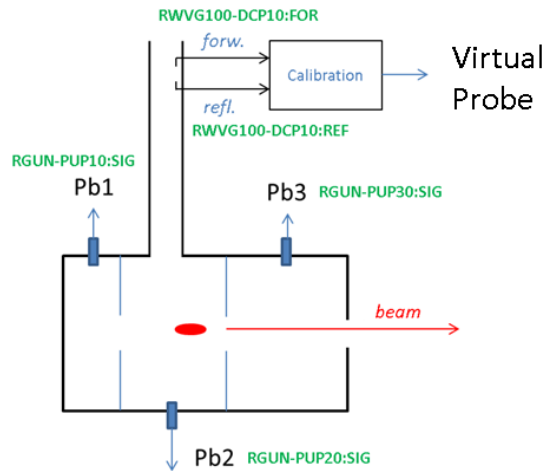 RWVG100-DCP10:FOR
forw.
Calibration
Virtual
Probe
refl.
RWVG100-DCP10:REF
RGUN-PUP10:SIG
Pb1
Pb3
RGUN-PUP30:SIG
beam
Pb2
RGUN-PUP20:SIG